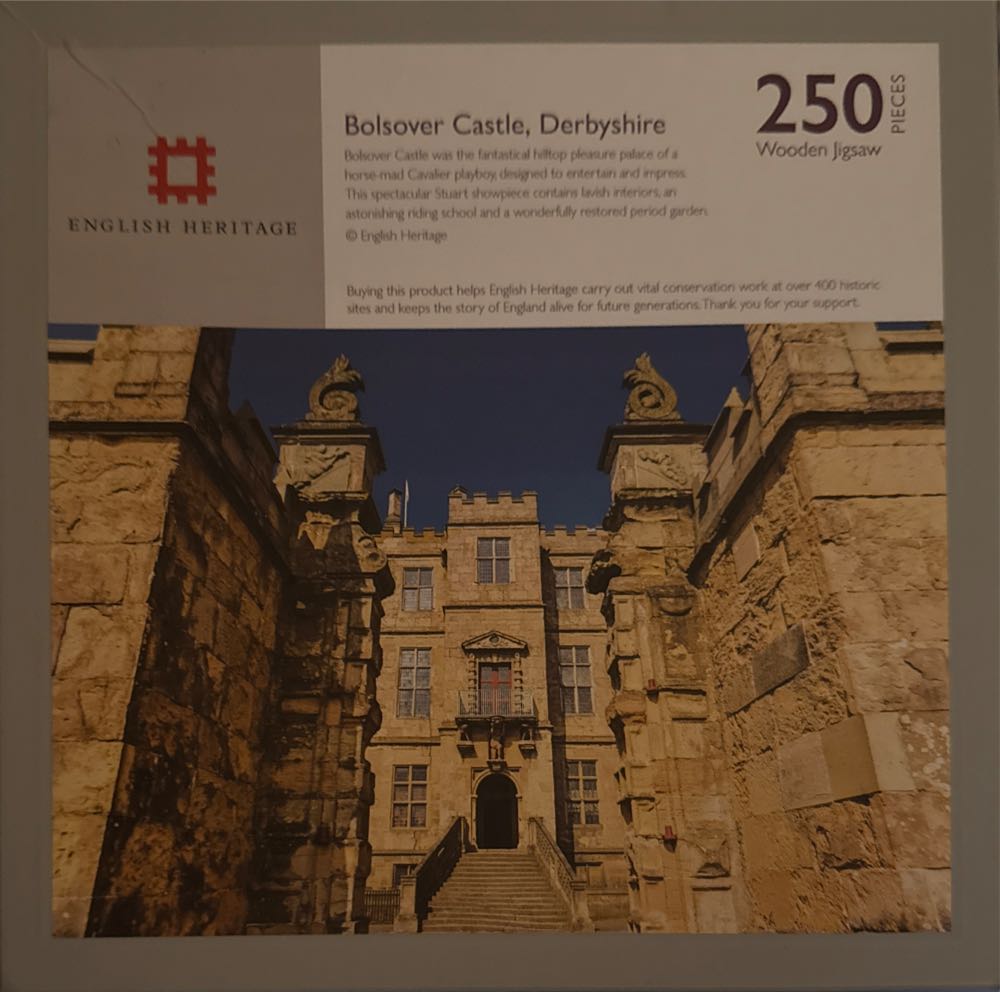 ENGLISH HERITAGE
Bolsover Castle, Derbyshire
Bolsover Castle was the fantastical hilltop pleasure palace of a
horse-mad Cavalier playboy, designed to entertain and impress.
This spectacular Stuart showpiece contains lavish interiors, an
astonishing riding school and a wonderfully restored period garden.
© English Heritage
Buying this product helps English Heritage carry out vital conservation work at over 400 historic
sites and keeps the story of England alive for future generations. Thank you for your support.
250 PIECES
Wooden Jigsaw